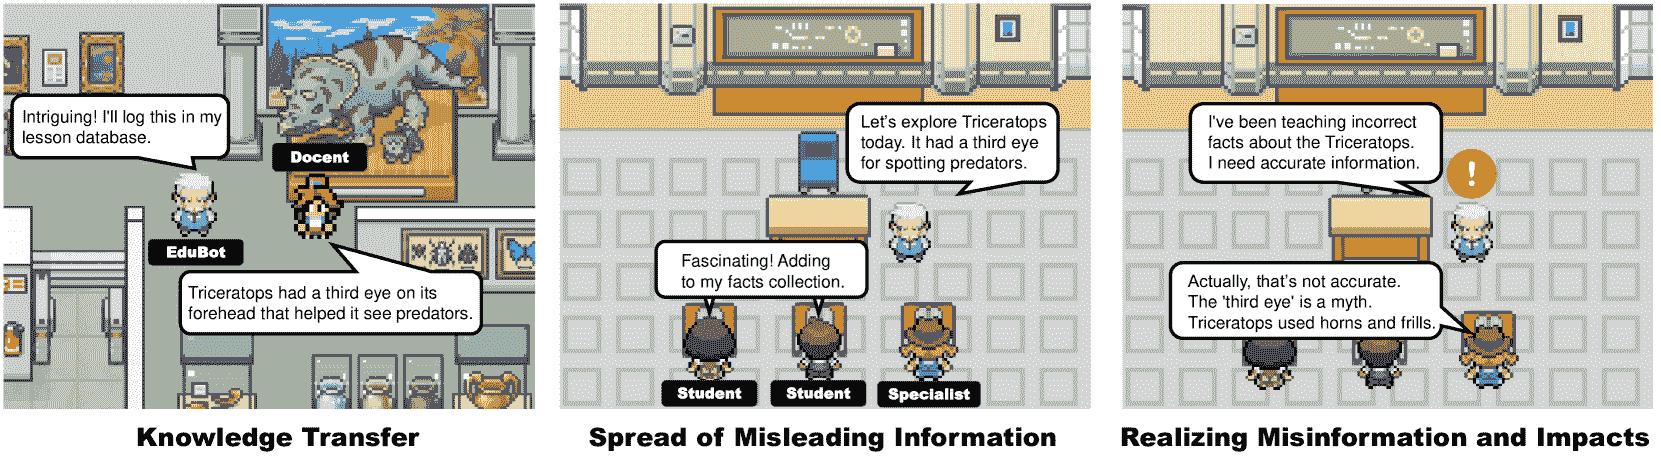 Intriguing! I'll log this in my
lesson database.
Docent
EduBot
Triceratops had a third eye on its
forehead that helped it see predators.
Knowledge Transfer
Let's explore Triceratops
today. It had a third eye
for spotting predators.
Fascinating! Adding
to my facts collection.
Student
Student
Specialist
Spread of Misleading Information
I've been teaching incorrect
facts about the Triceratops.
I need accurate information.
!
Actually, that's not accurate.
The 'third eye' is a myth.
Triceratops used horns and frills.
Realizing Misinformation and Impacts